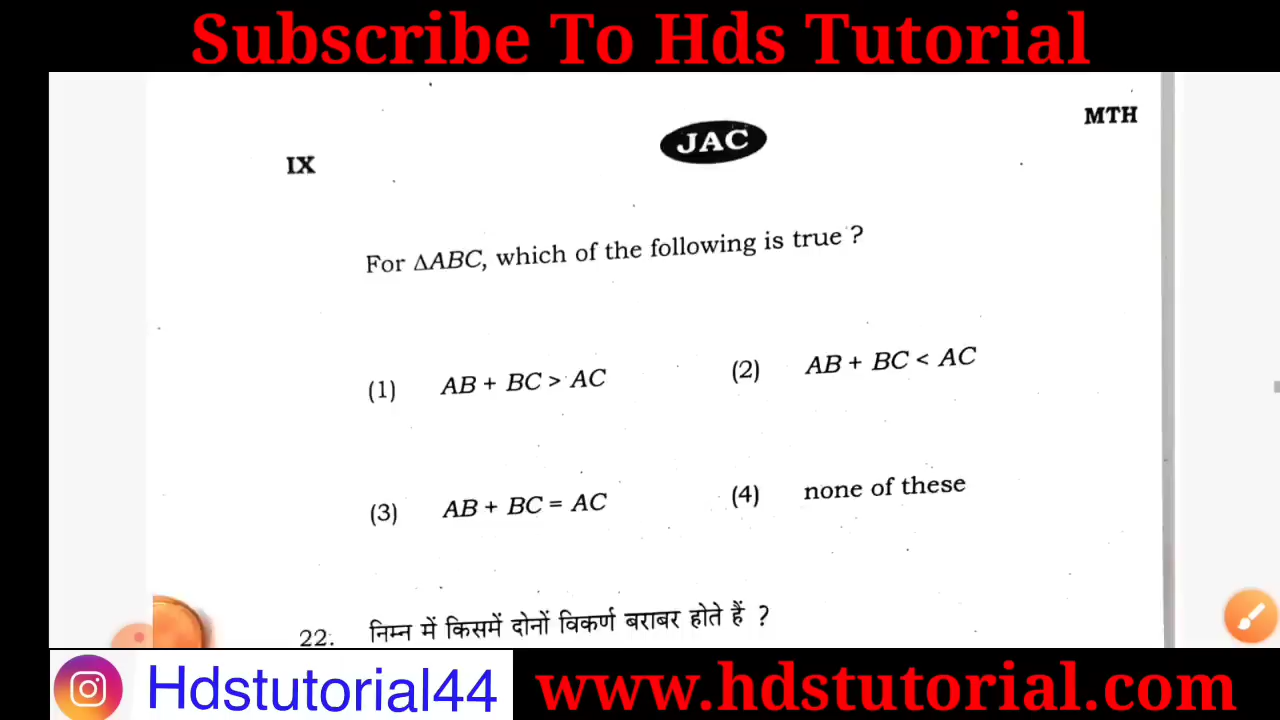 Subscribe To Hds Tutorial
MTH
JAC
IX
For ΔABC, which of the following is true ?
(1) AB + BC > AC (2) AB + BC < AC
(3) AB + BC = AC (4) none of these
22. निम्न में किसमें दोनों विकर्ण बराबर होते हैं ?
Hdstutorial44 www.hdstutorial.com